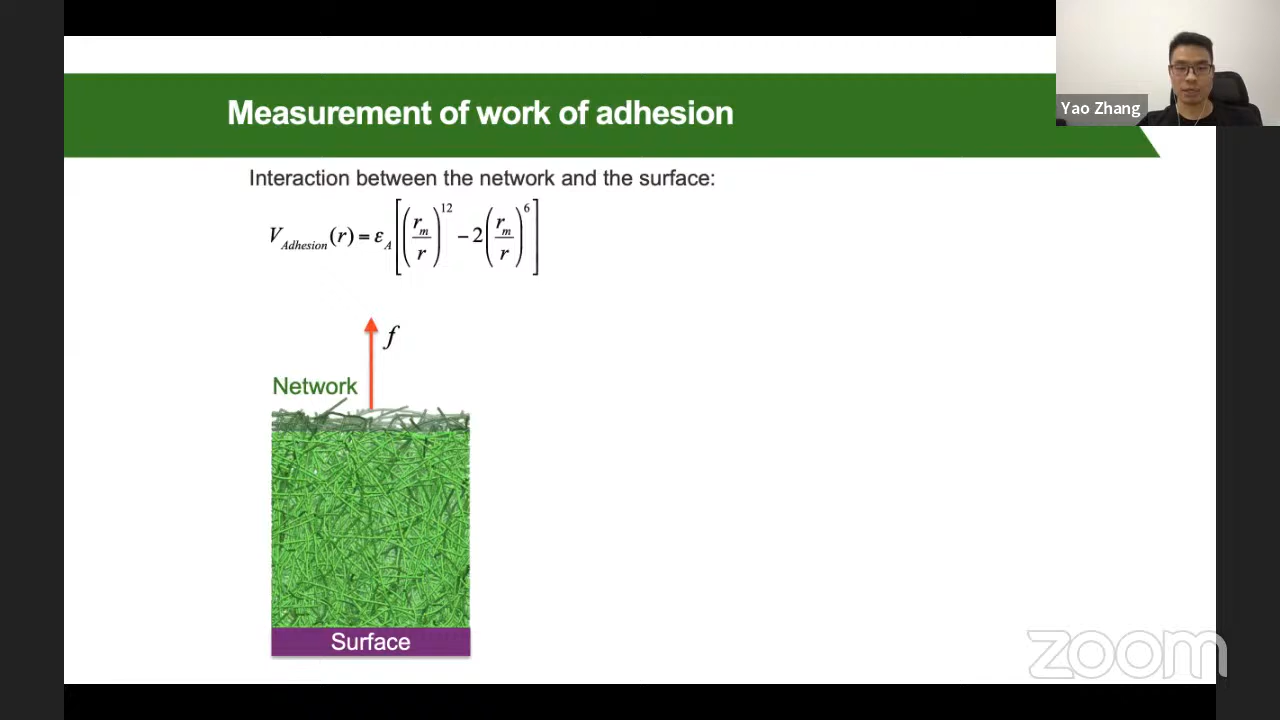 Measurement of work of adhesion
Yao Zhang
Interaction between the network and the surface:
V_Adhesion(r) = ε_A [ (r_m / r)^12 − 2 (r_m / r)^6 ]
f
Network
Surface
zoom